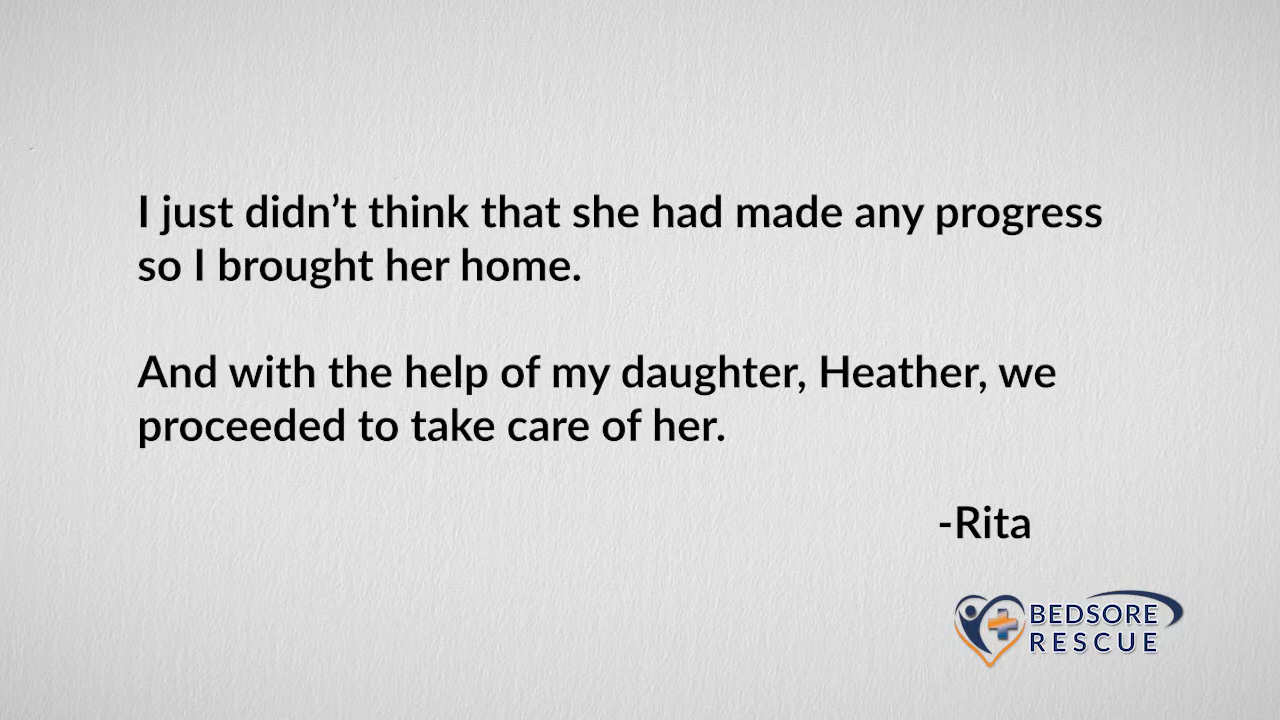 I just didn’t think that she had made any progress
so I brought her home.
And with the help of my daughter, Heather, we
proceeded to take care of her.
-Rita
BEDSORE
RESCUE